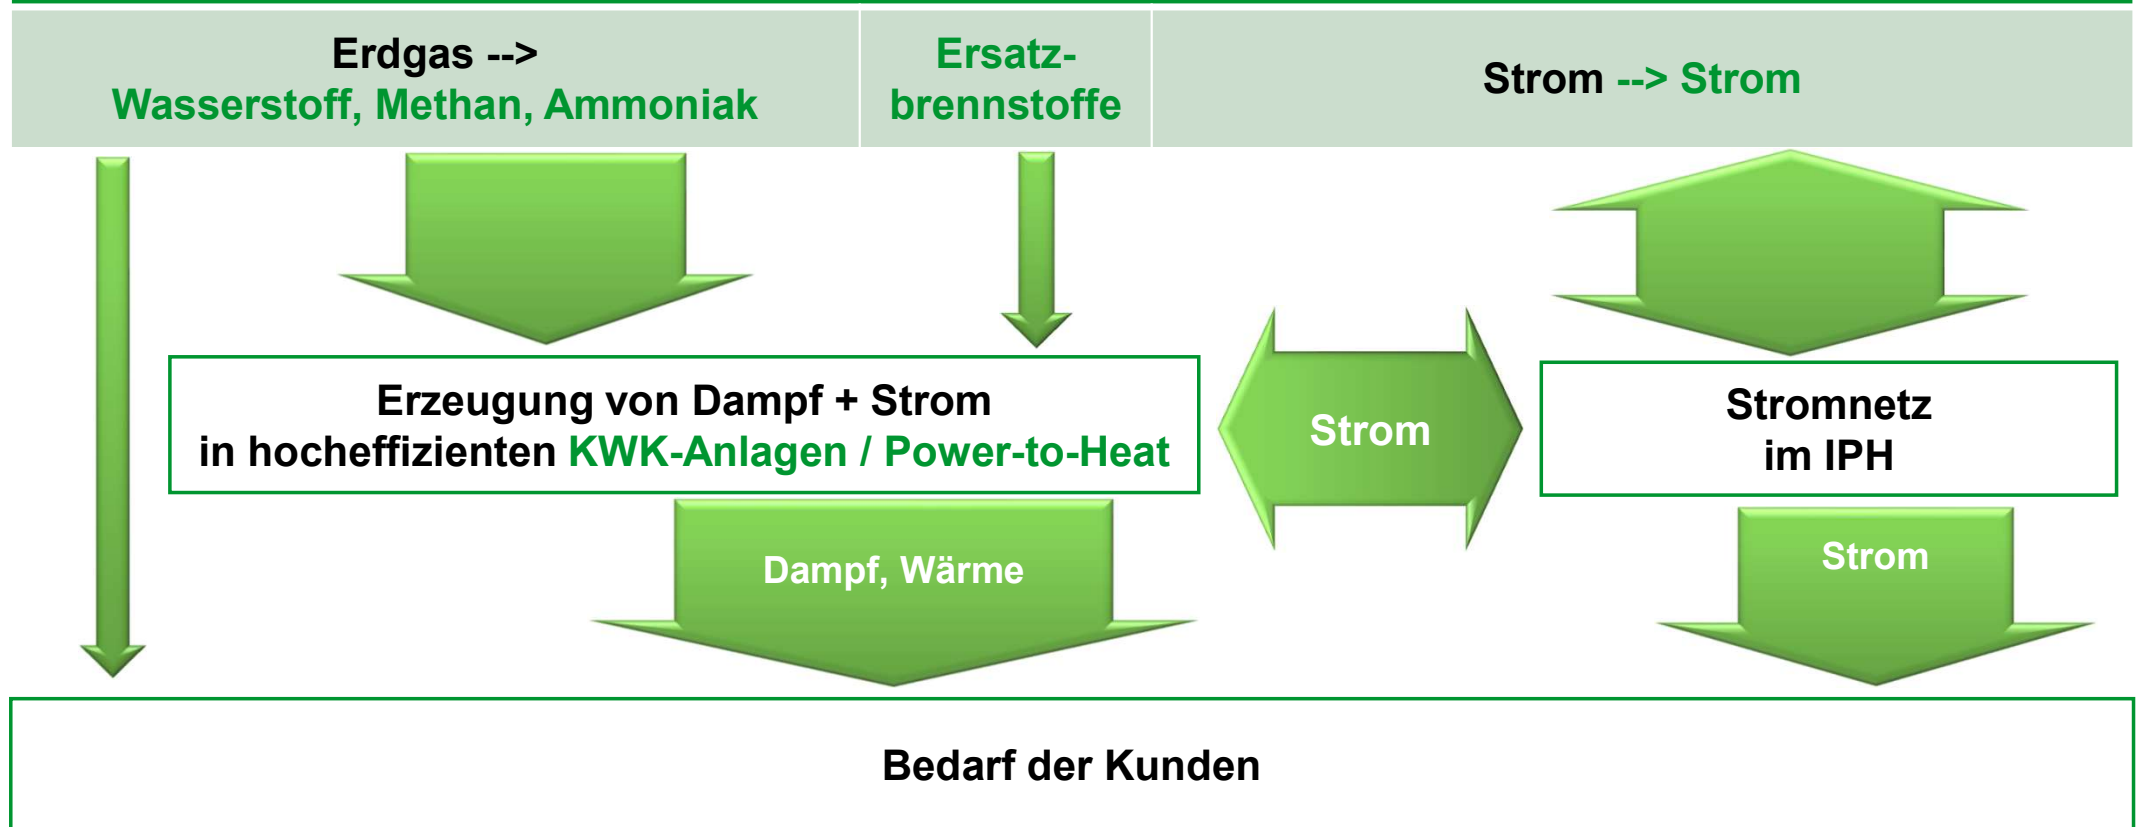 Erdgas -->
Wasserstoff, Methan, Ammoniak
Ersatz-
brennstoffe
Strom --> Strom
Erzeugung von Dampf + Strom
in hocheffizienten KWK-Anlagen / Power-to-Heat
Strom
Stromnetz
im IPH
Dampf, Wärme
Strom
Bedarf der Kunden